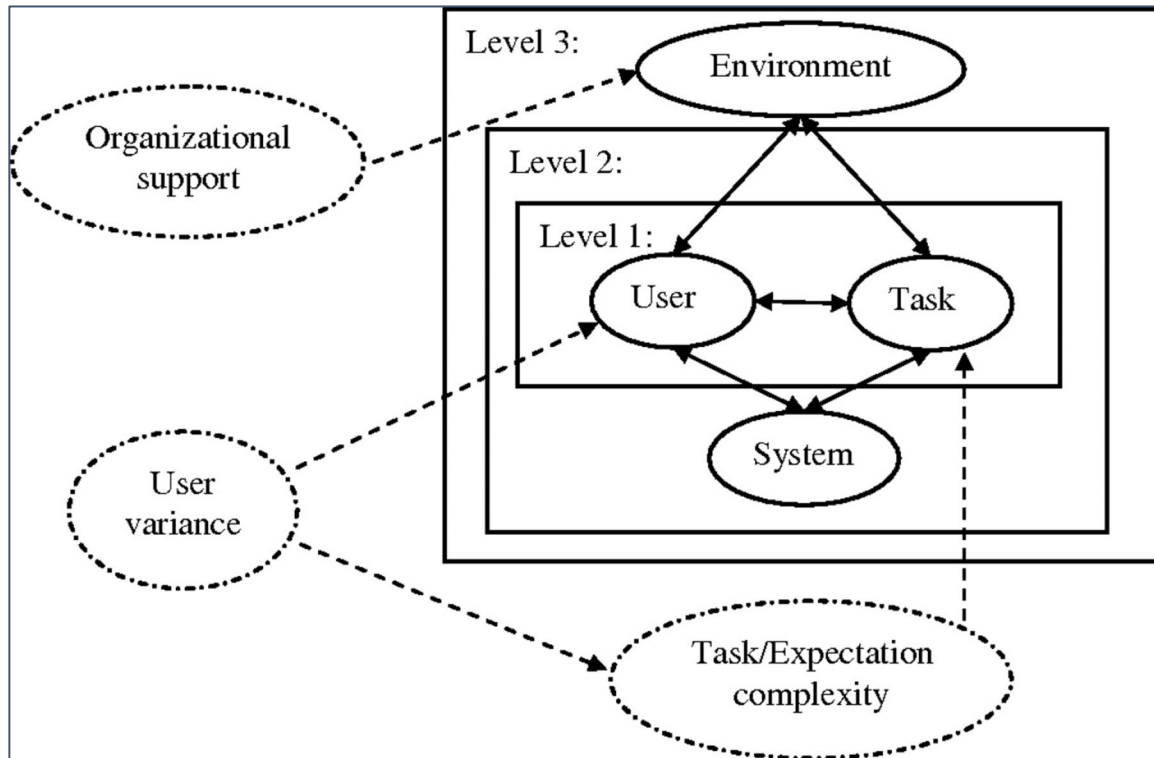 Level 3:
Environment
Organizational
support
Level 2:
Level 1:
User
Task
System
User
variance
Task/Expectation
complexity